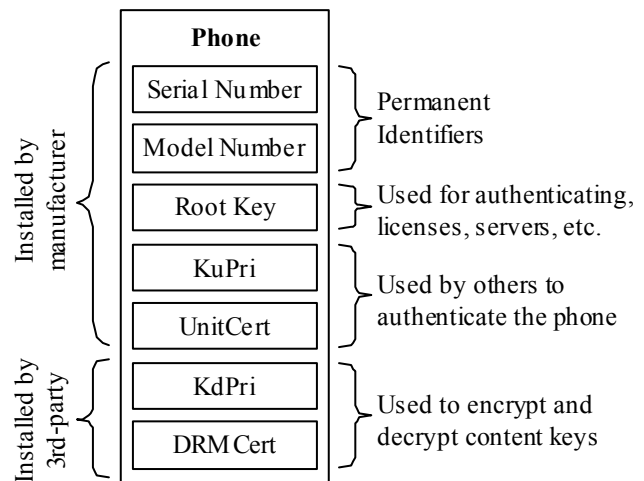 Phone
Serial Number
Model Number
Root Key
KuPri
UnitCert
KdPri
DRMCert
Installed by
manufacturer
Installed by
3rd-party
Permanent
Identifiers
Used for authenticating,
licenses, servers, etc.
Used by others to
authenticate the phone
Used to encrypt and
decrypt content keys